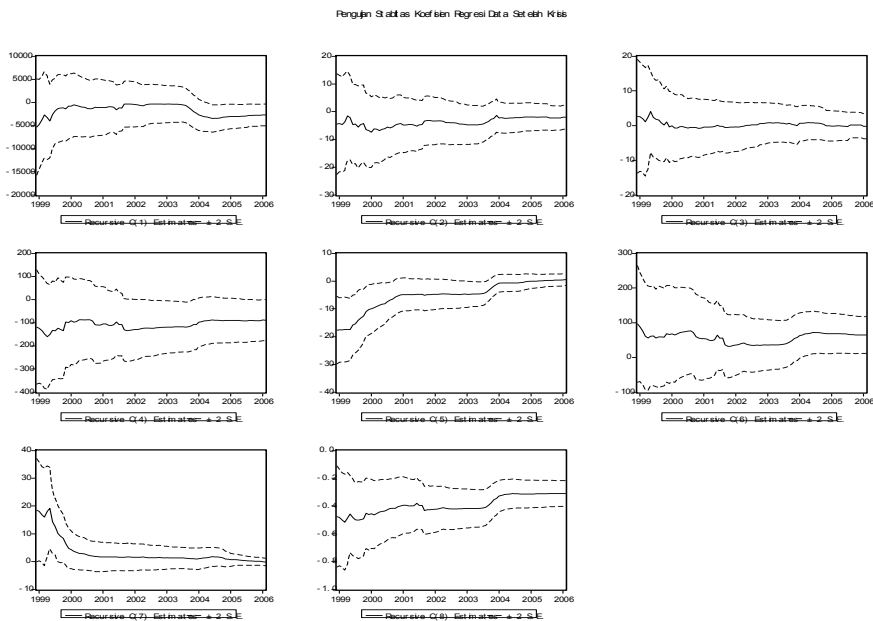 Pengujian Stabilitas Koefisien Regresi Data Setelah Krisis
10000
5000
0
-5000
-10000
-15000
-20000
1999 2000 2001 2002 2003 2004 2005 2006
Recursive C(1) Estimates ± 2 S.E.
20
10
0
-10
-20
-30
1999 2000 2001 2002 2003 2004 2005 2006
Recursive C(2) Estimates ± 2 S.E.
20
10
0
-10
-20
1999 2000 2001 2002 2003 2004 2005 2006
Recursive C(3) Estimates ± 2 S.E.
200
100
0
-100
-200
-300
-400
1999 2000 2001 2002 2003 2004 2005 2006
Recursive C(4) Estimates ± 2 S.E.
10
0
-10
-20
-30
-40
1999 2000 2001 2002 2003 2004 2005 2006
Recursive C(5) Estimates ± 2 S.E.
300
200
100
0
-100
1999 2000 2001 2002 2003 2004 2005 2006
Recursive C(6) Estimates ± 2 S.E.
40
30
20
10
0
-10
1999 2000 2001 2002 2003 2004 2005 2006
Recursive C(7) Estimates ± 2 S.E.
0.0
-0.2
-0.4
-0.6
-0.8
-1.0
1999 2000 2001 2002 2003 2004 2005 2006
Recursive C(8) Estimates ± 2 S.E.